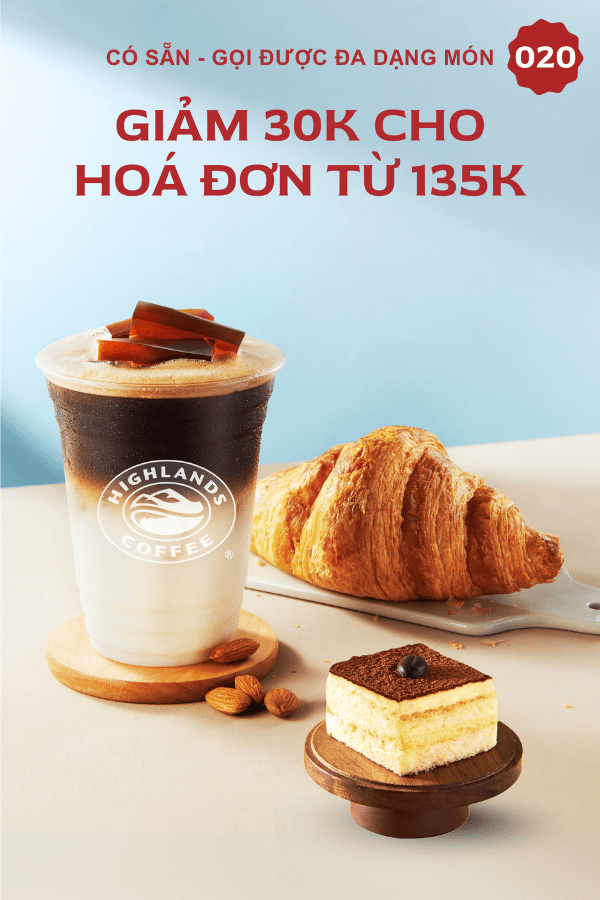 CÓ SẴN - GỌI ĐƯỢC ĐA DẠNG MÓN
020
GIẢM 30K CHO
HOÁ ĐƠN TỪ 135K
HIGHLANDS
COFFEE
®